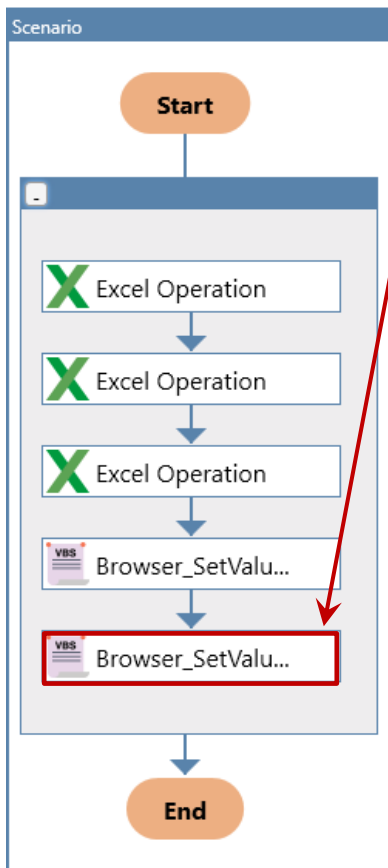 Scenario
Start
-
Excel Operation
Excel Operation
Excel Operation
VBS
Browser_SetValu...
VBS
Browser_SetValu...
End